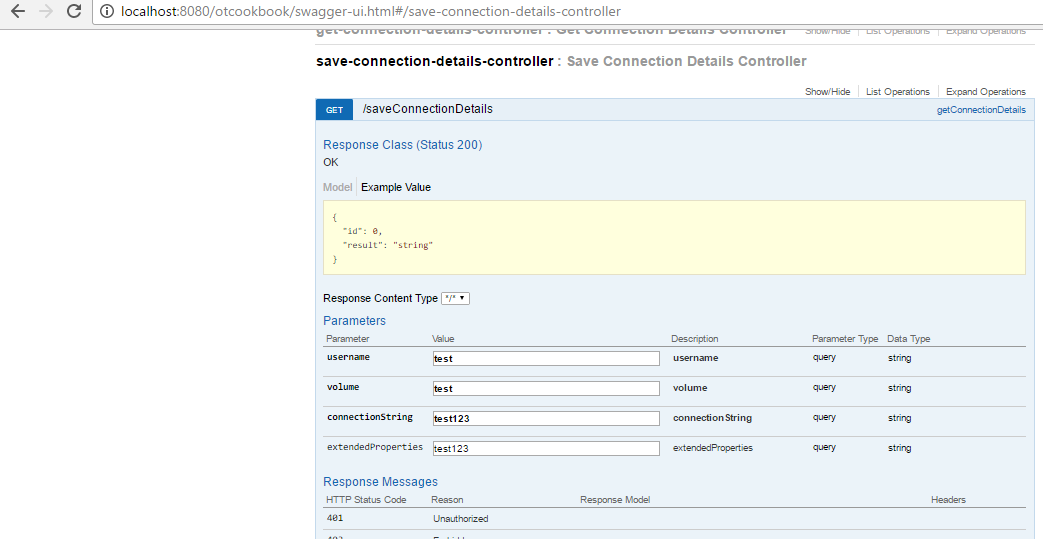 localhost:8080/otcookbook/swagger-ui.html#/save-connection-details-controller
get-connection-details-controller : Get Connection Details Controller Show/Hide List Operations Expand Operations
save-connection-details-controller : Save Connection Details Controller
Show/Hide List Operations Expand Operations
GET /saveConnectionDetails getConnectionDetails
Response Class (Status 200)
OK
Model Example Value
{
"id": 0,
"result": "string"
}
Response Content Type */*
Parameters
Parameter Value Description Parameter Type Data Type
username test username query string
volume test volume query string
connectionString test123 connectionString query string
extendedProperties test123 extendedProperties query string
Response Messages
HTTP Status Code Reason Response Model Headers
401 Unauthorized